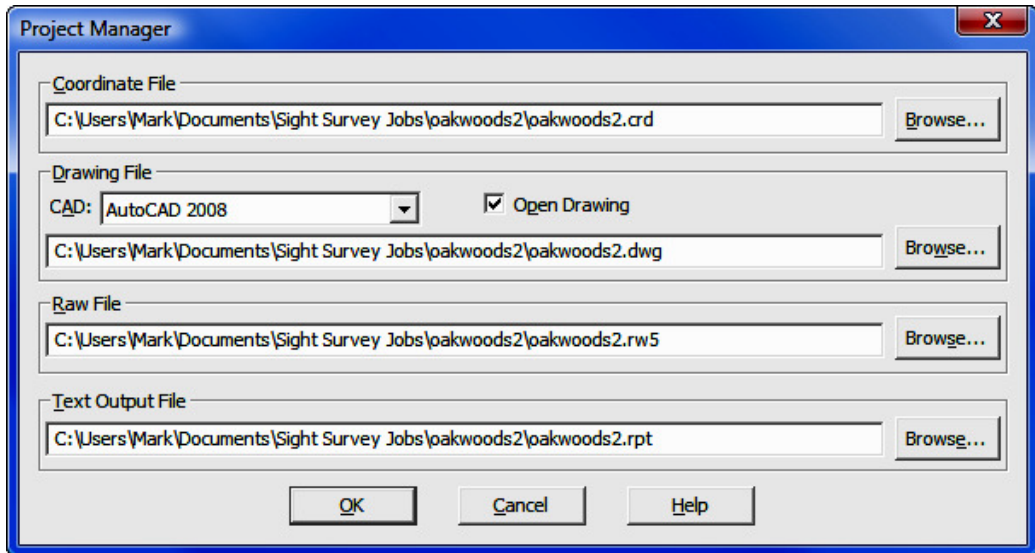 Project Manager
Coordinate File
C:\Users\Mark\Documents\Sight Survey Jobs\oakwoods2\oakwoods2.crd
Browse...
Drawing File
CAD: AutoCAD 2008
Open Drawing
C:\Users\Mark\Documents\Sight Survey Jobs\oakwoods2\oakwoods2.dwg
Browse...
Raw File
C:\Users\Mark\Documents\Sight Survey Jobs\oakwoods2\oakwoods2.rw5
Browse...
Text Output File
C:\Users\Mark\Documents\Sight Survey Jobs\oakwoods2\oakwoods2.rpt
Browse...
OK
Cancel
Help